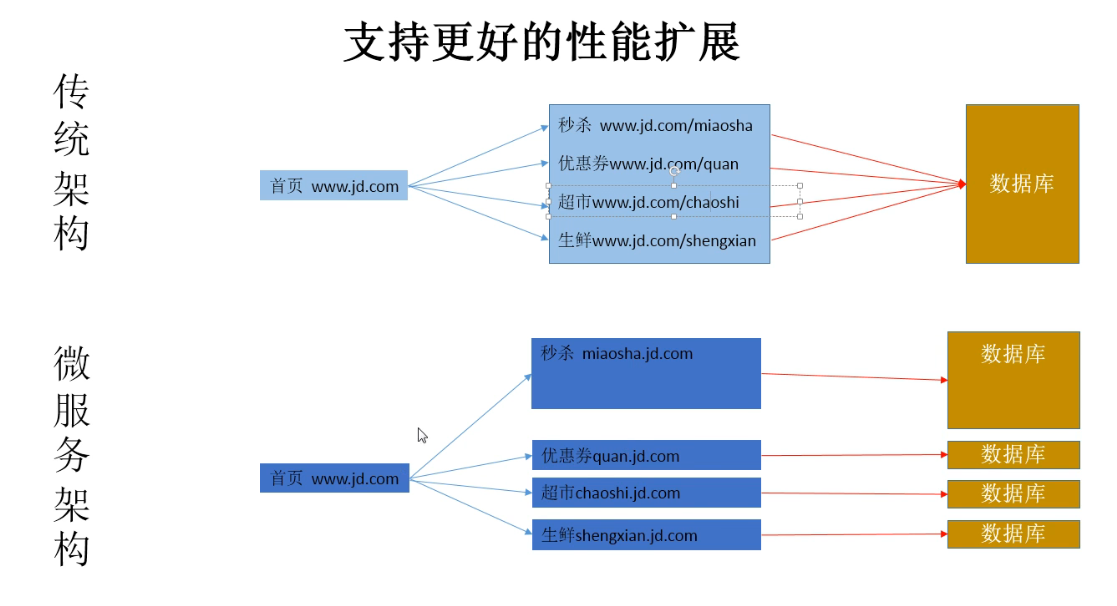 支持更好的性能扩展
传统架构
首页 www.jd.com
秒杀 www.jd.com/miaosha
优惠券www.jd.com/quan
超市www.jd.com/chaoshi
生鲜www.jd.com/shengxian
数据库
微服务架构
首页 www.jd.com
秒杀 miaosha.jd.com
数据库
优惠券quan.jd.com
数据库
超市chaoshi.jd.com
数据库
生鲜shengxian.jd.com
数据库